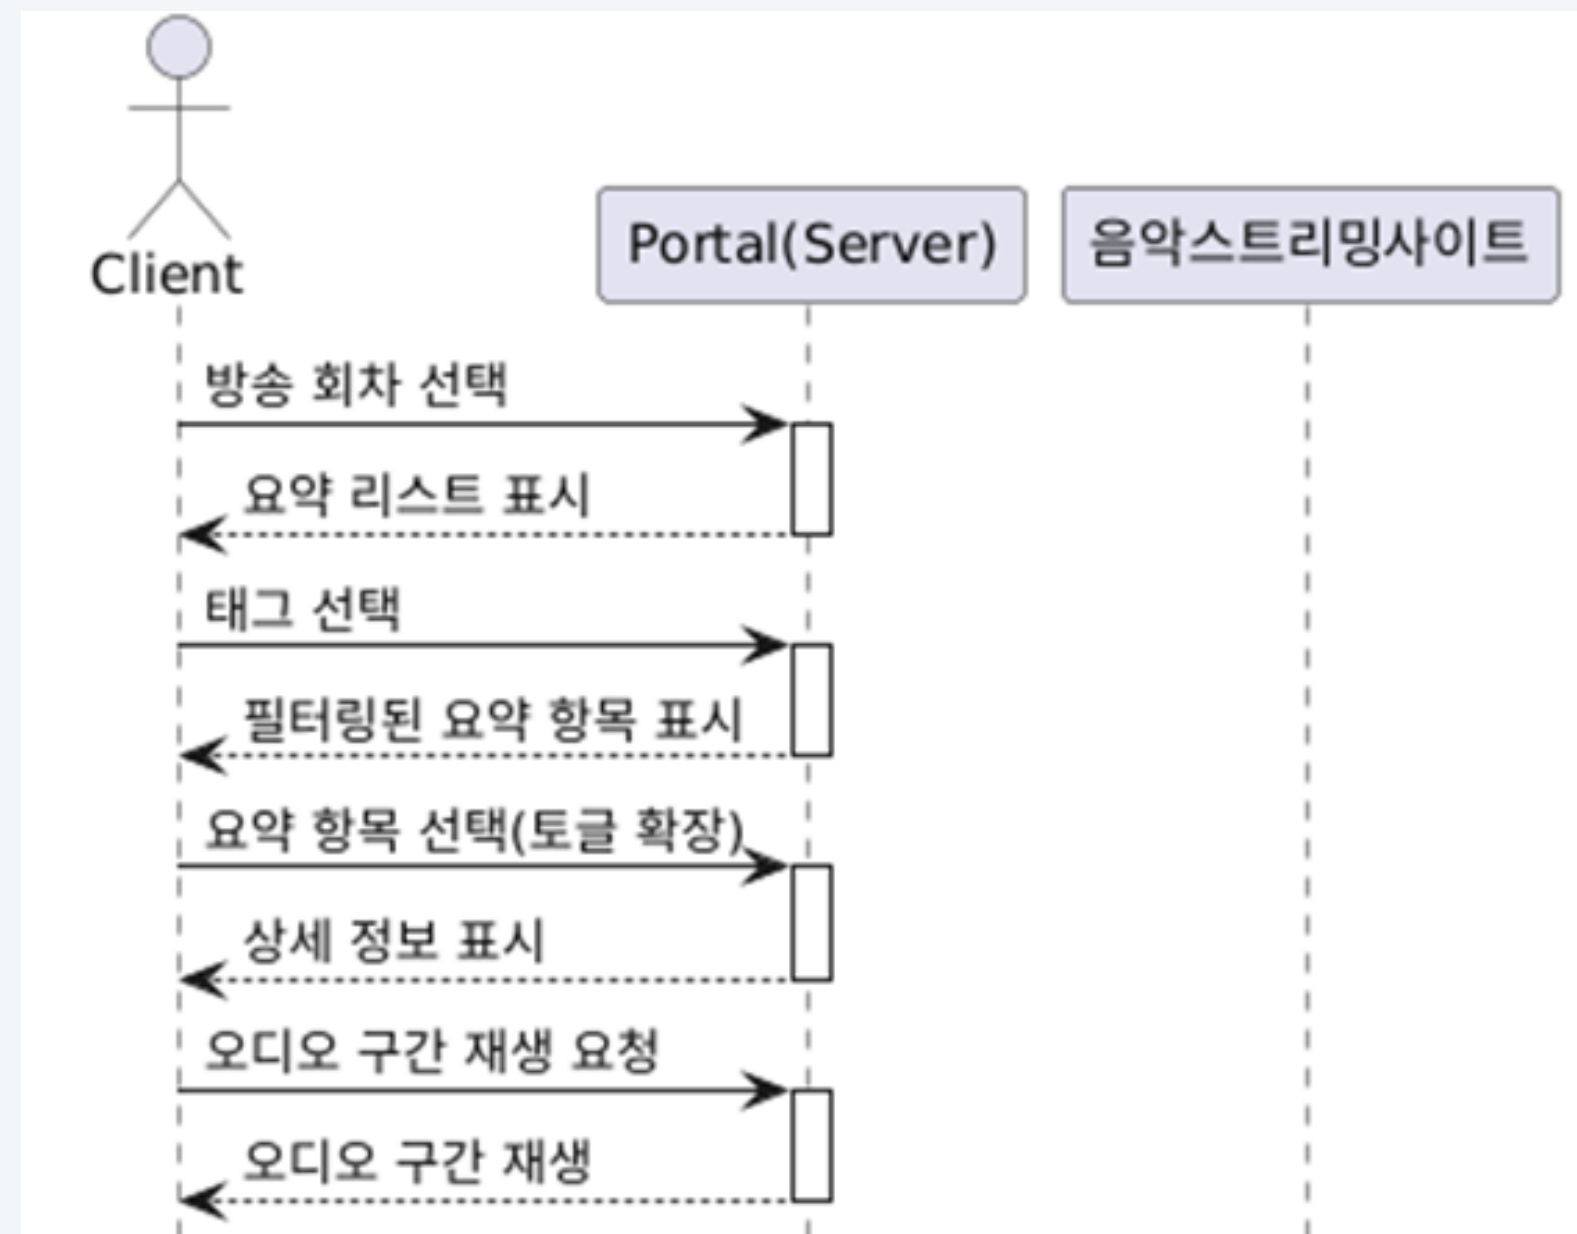 Client
Portal(Server)
음악스트리밍사이트
방송 회차 선택
요약 리스트 표시
태그 선택
필터링된 요약 항목 표시
요약 항목 선택(토글 확장)
상세 정보 표시
오디오 구간 재생 요청
오디오 구간 재생